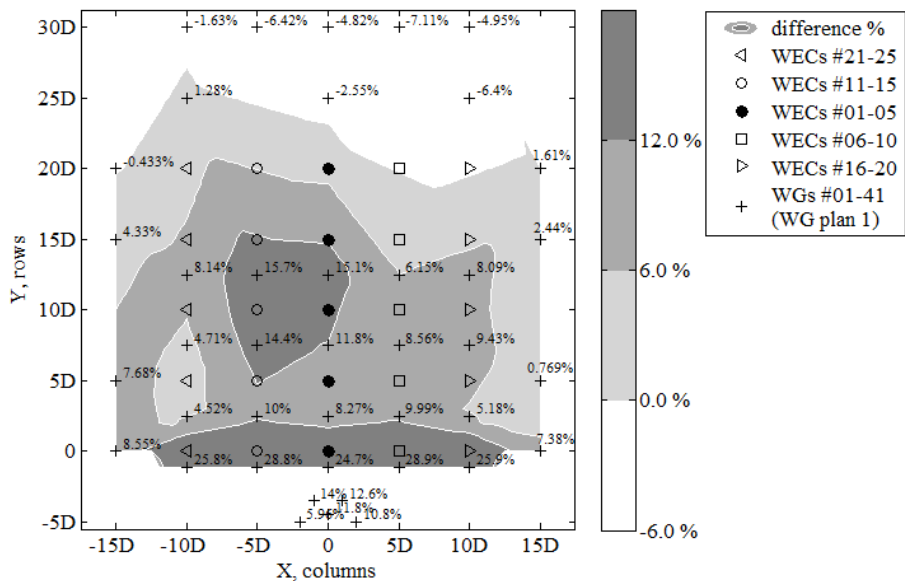 30D -1.63% -6.42% -4.82% -7.11% -4.95%
25D 1.28% -2.55% -6.4%
20D -0.433% 1.61%
15D 4.33% 2.44%
8.14% 15.7% 15.1% 6.15% 8.09%
10D
4.71% 14.4% 11.8% 8.56% 9.43%
5D 7.68% 0.769%
4.52% 10% 8.27% 9.99% 5.18%
0 8.55% 7.38%
25.8% 28.8% 24.7% 28.9% 25.9%
14% 12.6%
11.8%
-5D 5.96% 10.8%
-15D -10D -5D 0 5D 10D 15D
X, columns
Y, rows
12.0 %
6.0 %
0.0 %
-6.0 %
difference %
WECs #21-25
WECs #11-15
WECs #01-05
WECs #06-10
WECs #16-20
WGs #01-41
(WG plan 1)